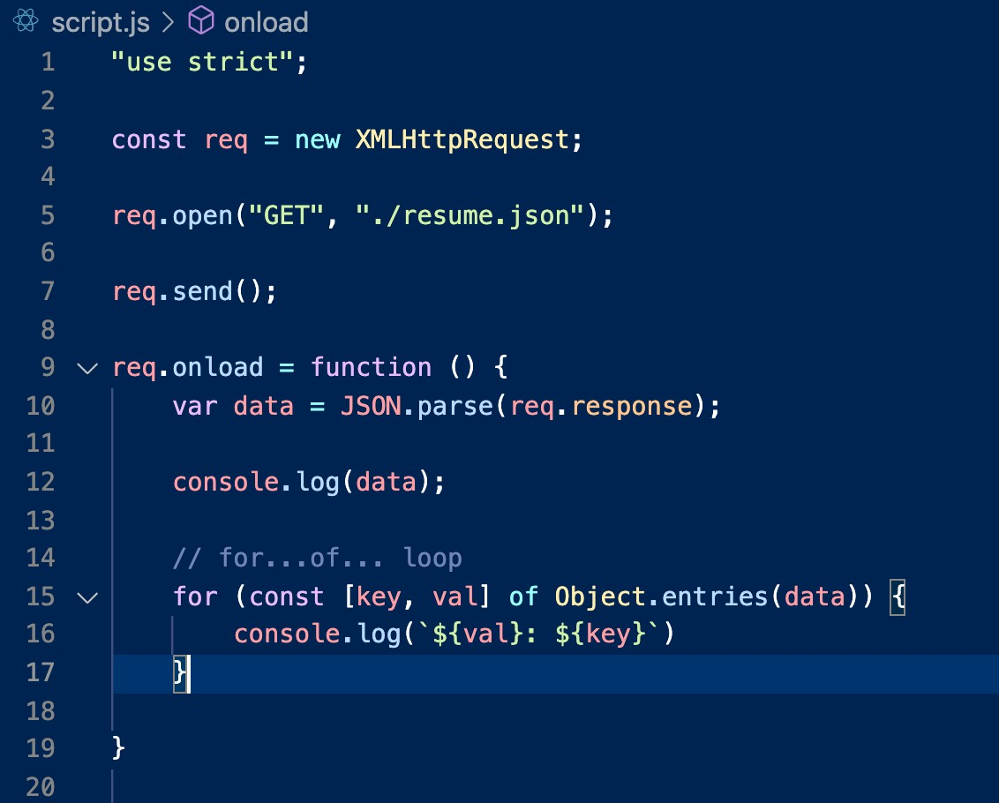 script.js > onload
1 "use strict";
2
3 const req = new XMLHttpRequest;
4
5 req.open("GET", "./resume.json");
6
7 req.send();
8
9 req.onload = function () {
10 var data = JSON.parse(req.response);
11
12 console.log(data);
13
14 // for...of... loop
15 for (const [key, val] of Object.entries(data)) {
16 console.log(`${val}: ${key}`)
17 }
18
19 }
20